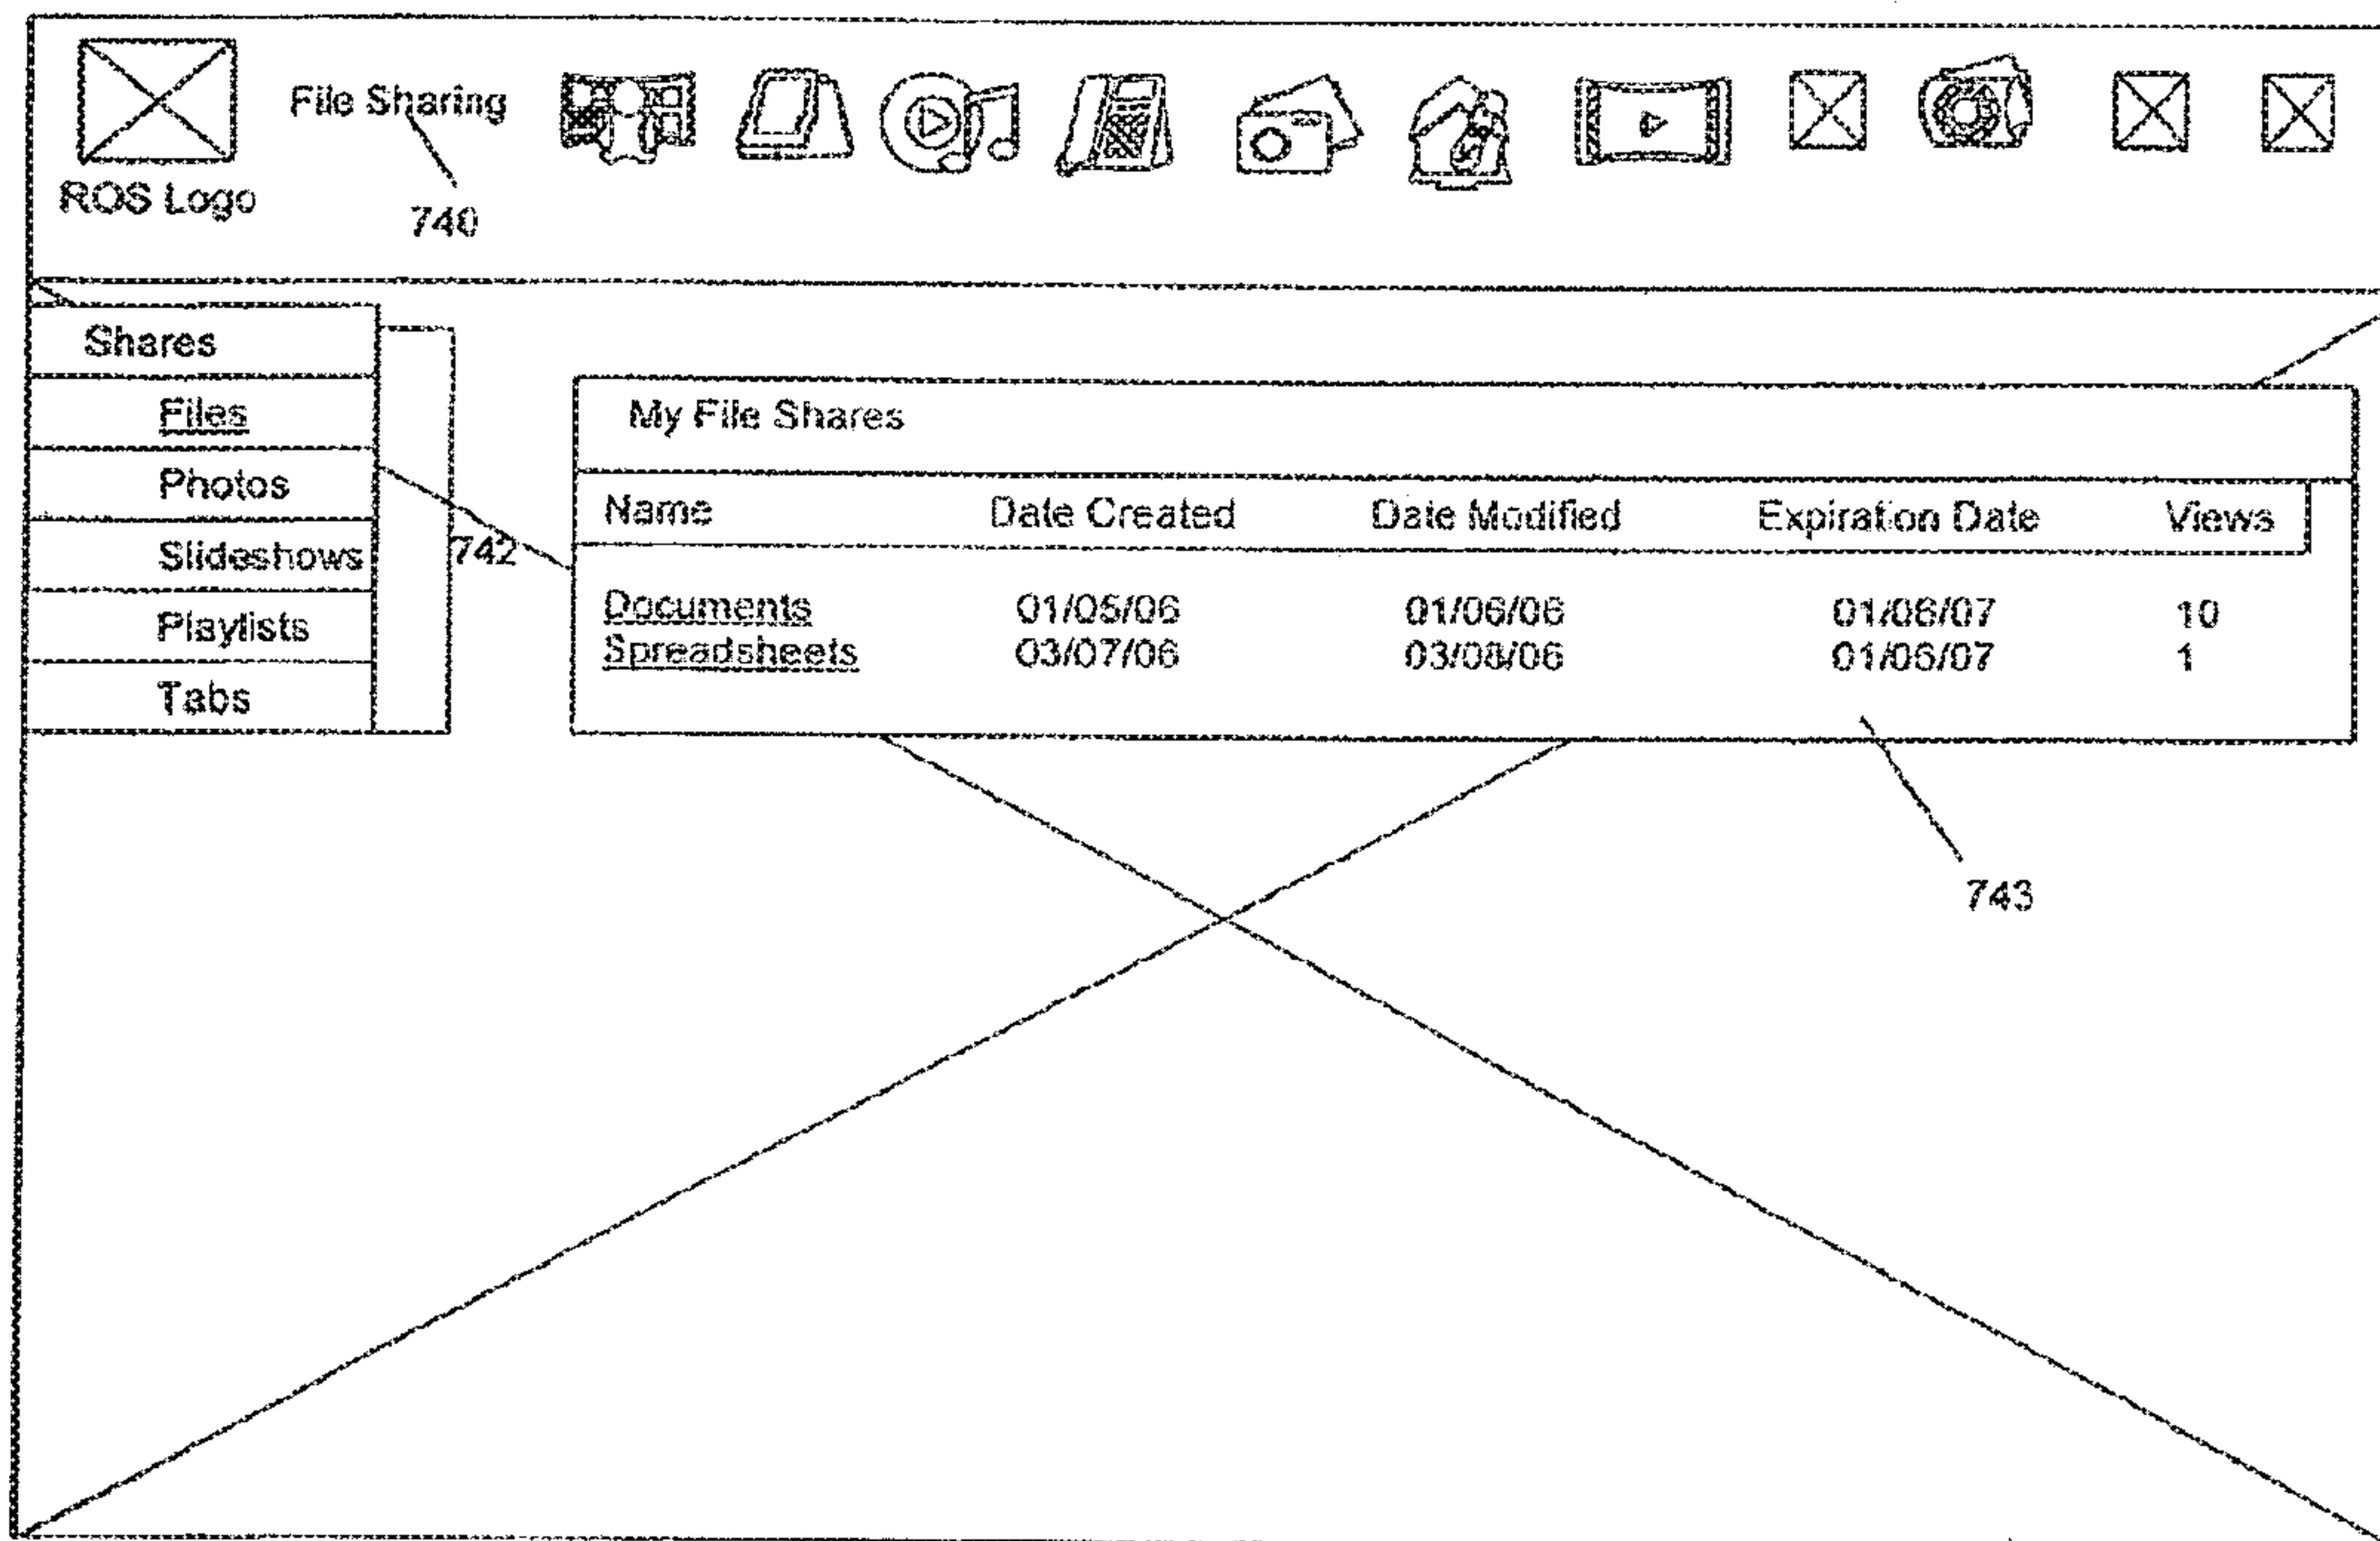 File Sharing
ROS Logo
740
Shares
Files
Photos
Slideshows
Playlists
Tabs
742
My File Shares
Name Date Created Date Modified Expiration Date Views
Documents 01/05/06 01/06/06 01/06/07 10
Spreadsheets 03/07/06 03/08/06 01/06/07 1
743